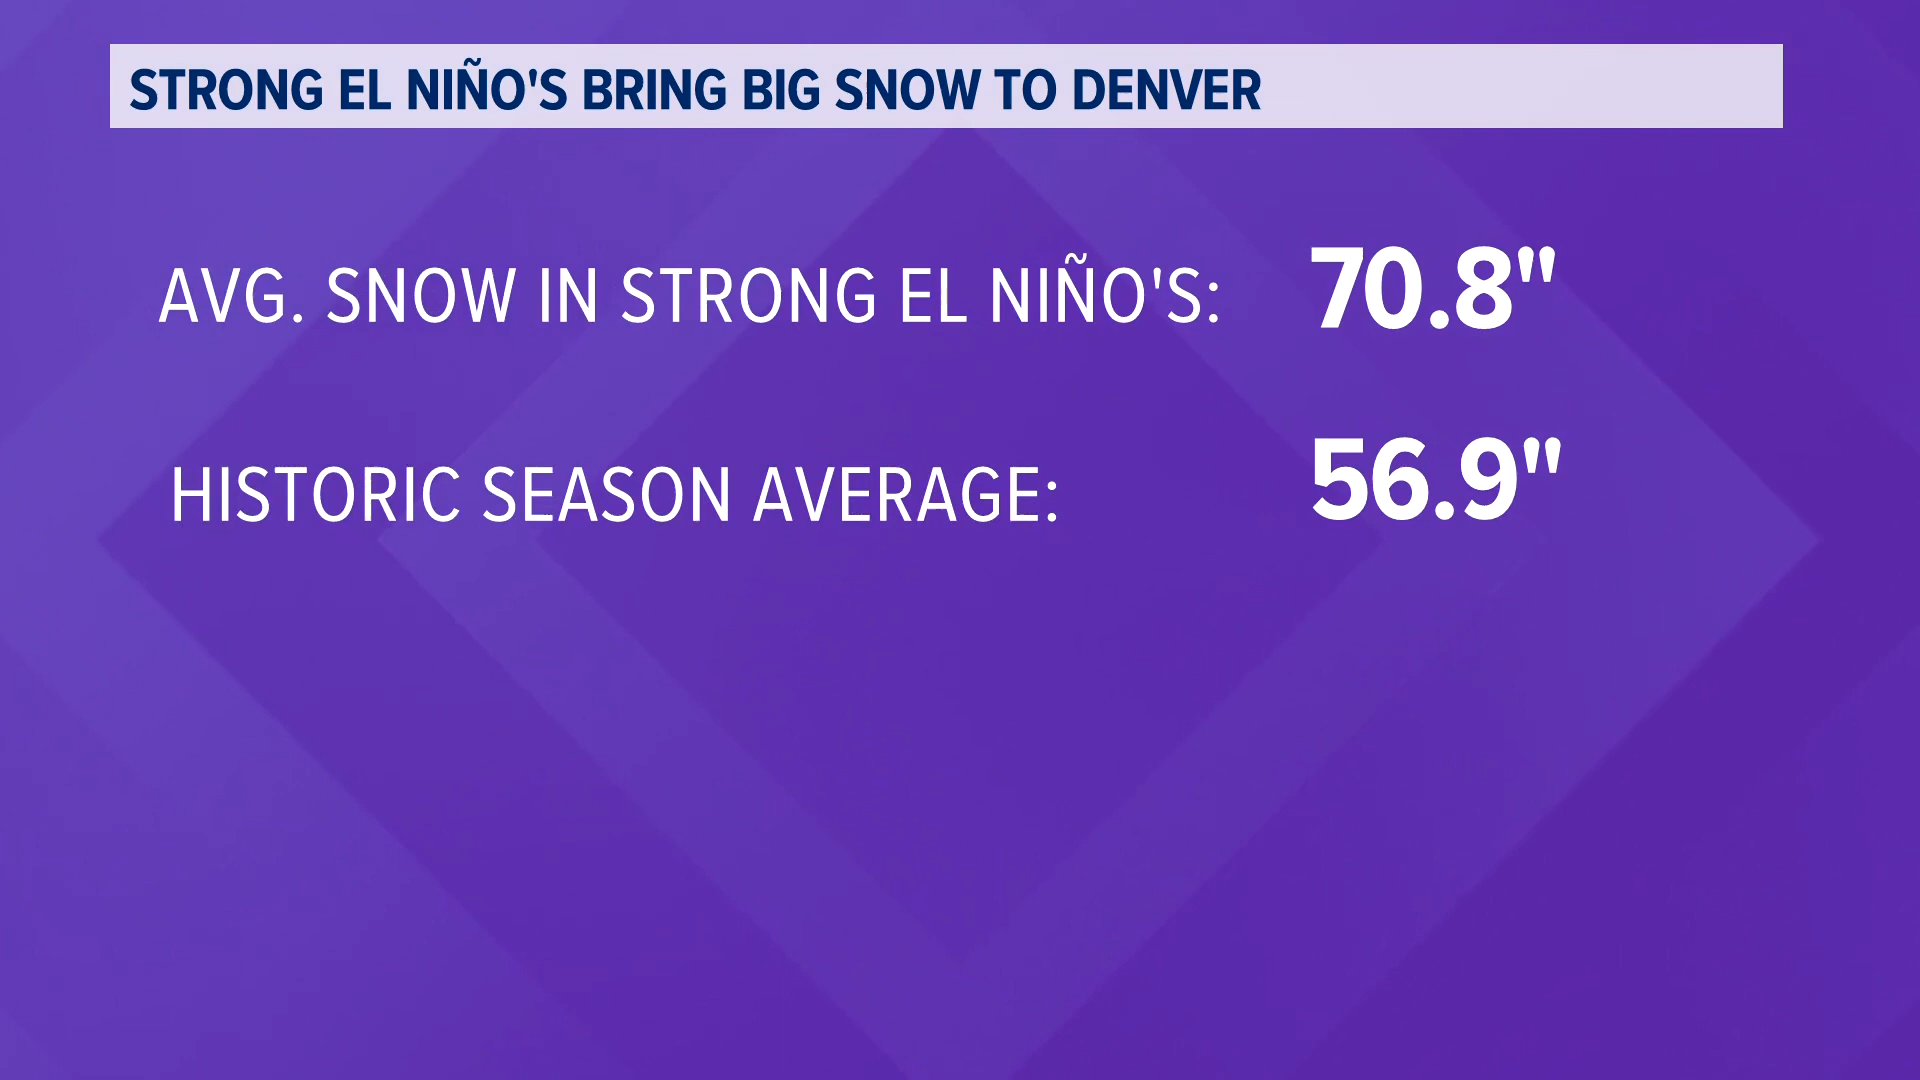 STRONG EL NIÑO'S BRING BIG SNOW TO DENVER
AVG. SNOW IN STRONG EL NIÑO'S: 70.8"
HISTORIC SEASON AVERAGE: 56.9"